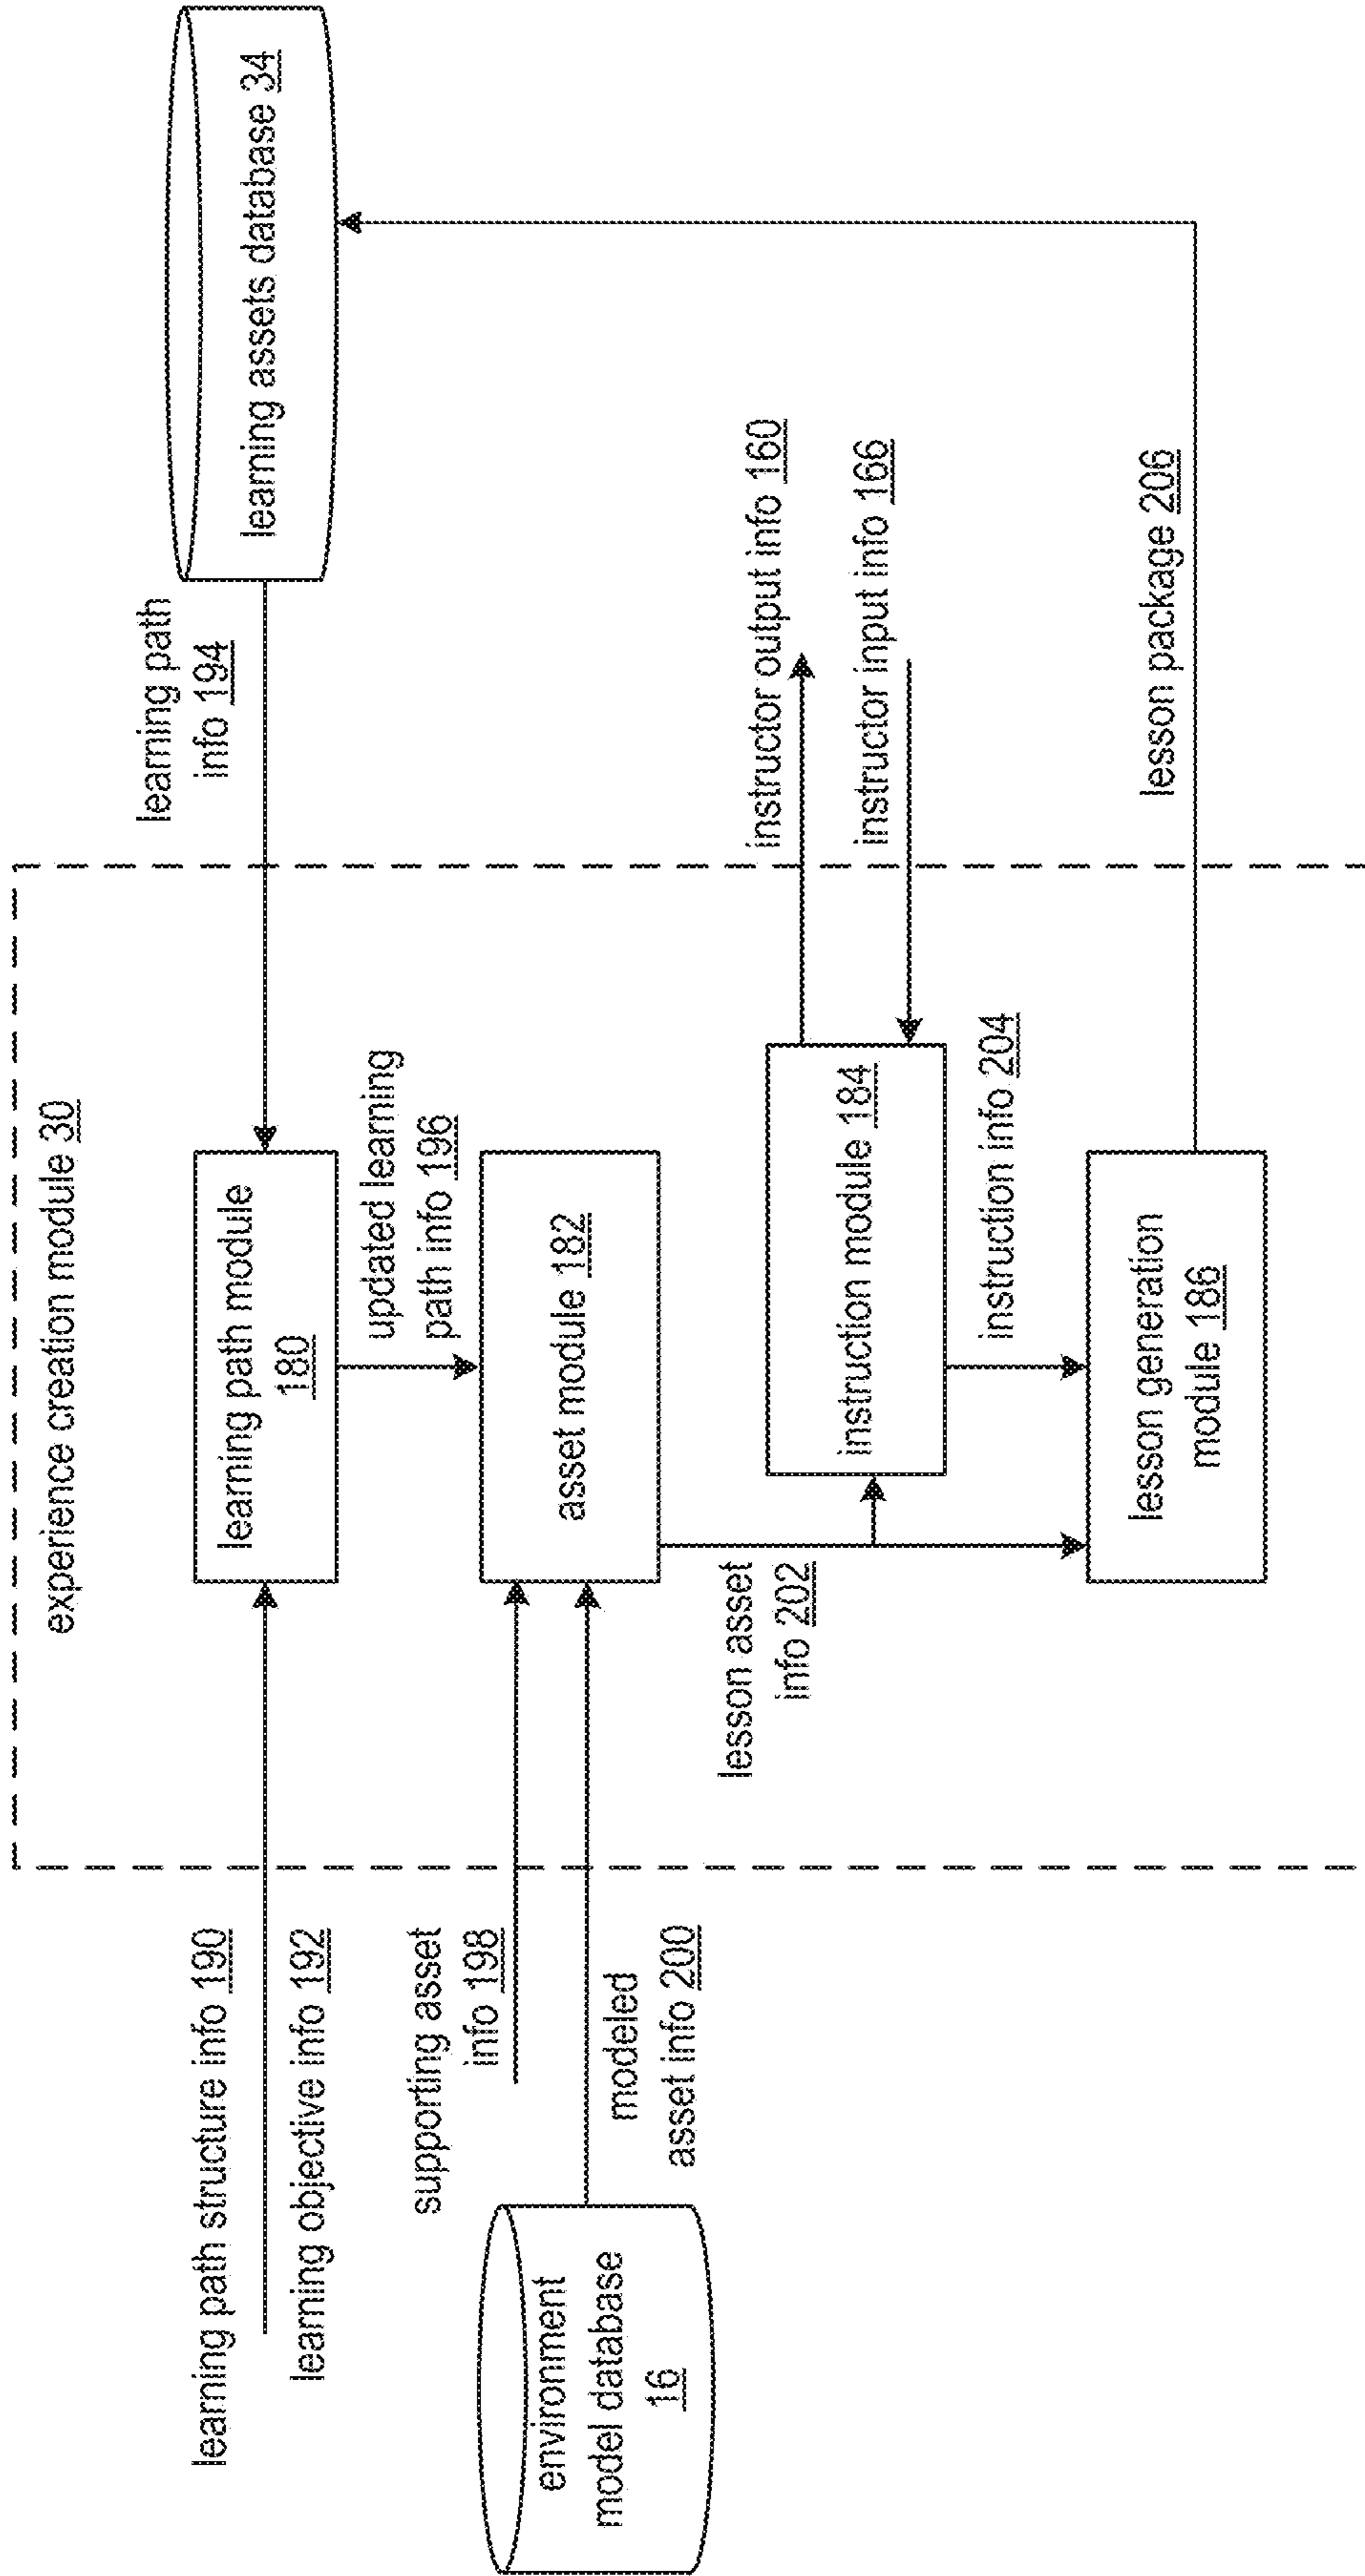 experience creation module 30
learning path structure info 190
learning objective info 192
learning path module
180
learning path
info 194
learning assets database 34
updated learning
path info 196
supporting asset
info 198
environment
model database
16
modeled
asset info 200
asset module 182
lesson asset
info 202
instruction module 184
instructor output info 160
instructor input info 166
instruction info 204
lesson generation
module 186
lesson package 206